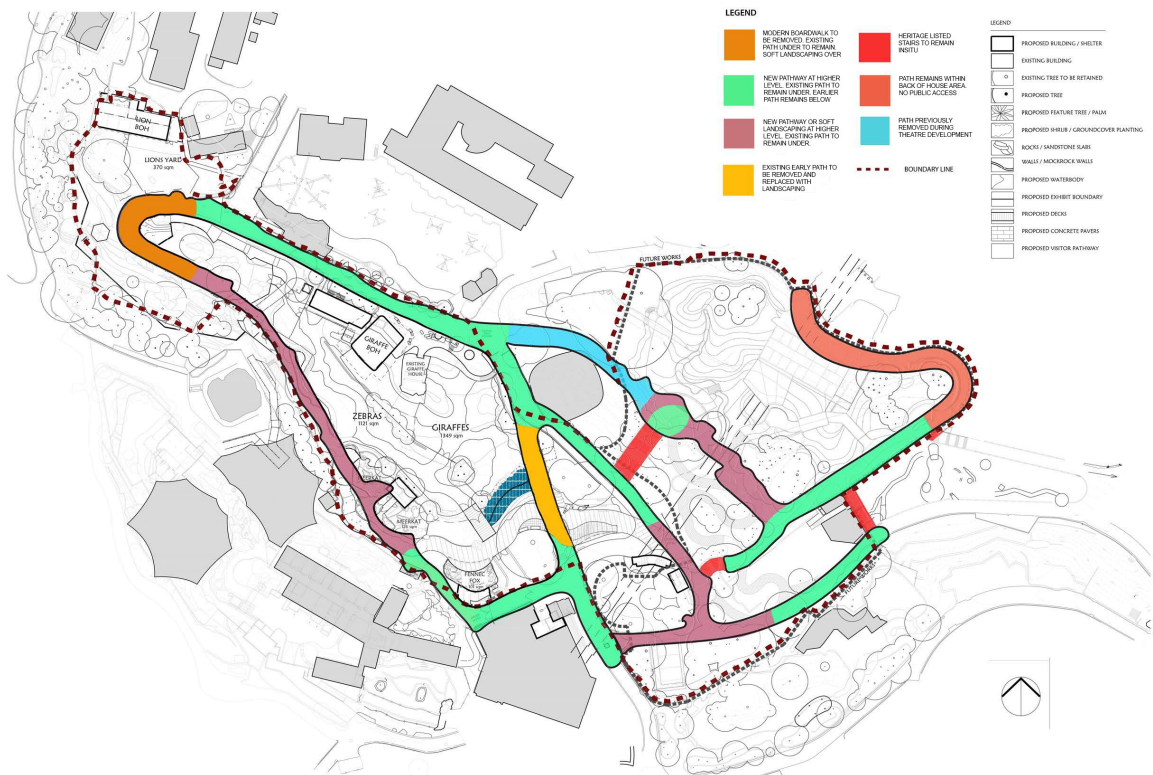 LEGEND
MODERN BOARDWALK TO
BE REMOVED. EXISTING
PATH UNDER TO REMAIN.
SOFT LANDSCAPING OVER
NEW PATHWAY AT HIGHER
LEVEL. EXISTING PATH TO
REMAIN UNDER. EARLIER
PATH REMAINS BELOW
NEW PATHWAY OR SOFT
LANDSCAPING AT HIGHER
LEVEL. EXISTING PATH TO
REMAIN UNDER.
EXISTING EARLY PATH TO
BE REMOVED AND
REPLACED WITH
LANDSCAPING
HERITAGE LISTED
STAIRS TO REMAIN
INSITU
PATH REMAINS WITHIN
BACK OF HOUSE AREA.
NO PUBLIC ACCESS
PATH PREVIOUSLY
REMOVED DURING
THEATRE DEVELOPMENT
BOUNDARY LINE
LEGEND
PROPOSED BUILDING / SHELTER
EXISTING BUILDING
EXISTING TREE TO BE RETAINED
PROPOSED TREE
PROPOSED FEATURE TREE / PALM
PROPOSED SHRUB / GROUNDCOVER PLANTING
ROCKS / SANDSTONE SLABS
WALLS / MOCKROCK WALLS
PROPOSED WATERBODY
PROPOSED EXHIBIT BOUNDARY
PROPOSED DECKS
PROPOSED CONCRETE PAVERS
PROPOSED VISITOR PATHWAY
LION
BOH
LIONS YARD
370 sqm
FUTURE WORKS
GIRAFFE
BOH
EXISTING
GIRAFFE
HOUSE
ZEBRAS
1121 sqm
GIRAFFES
1349 sqm
MEERKAT
FENNEC
FOX
FUTURE WORKS